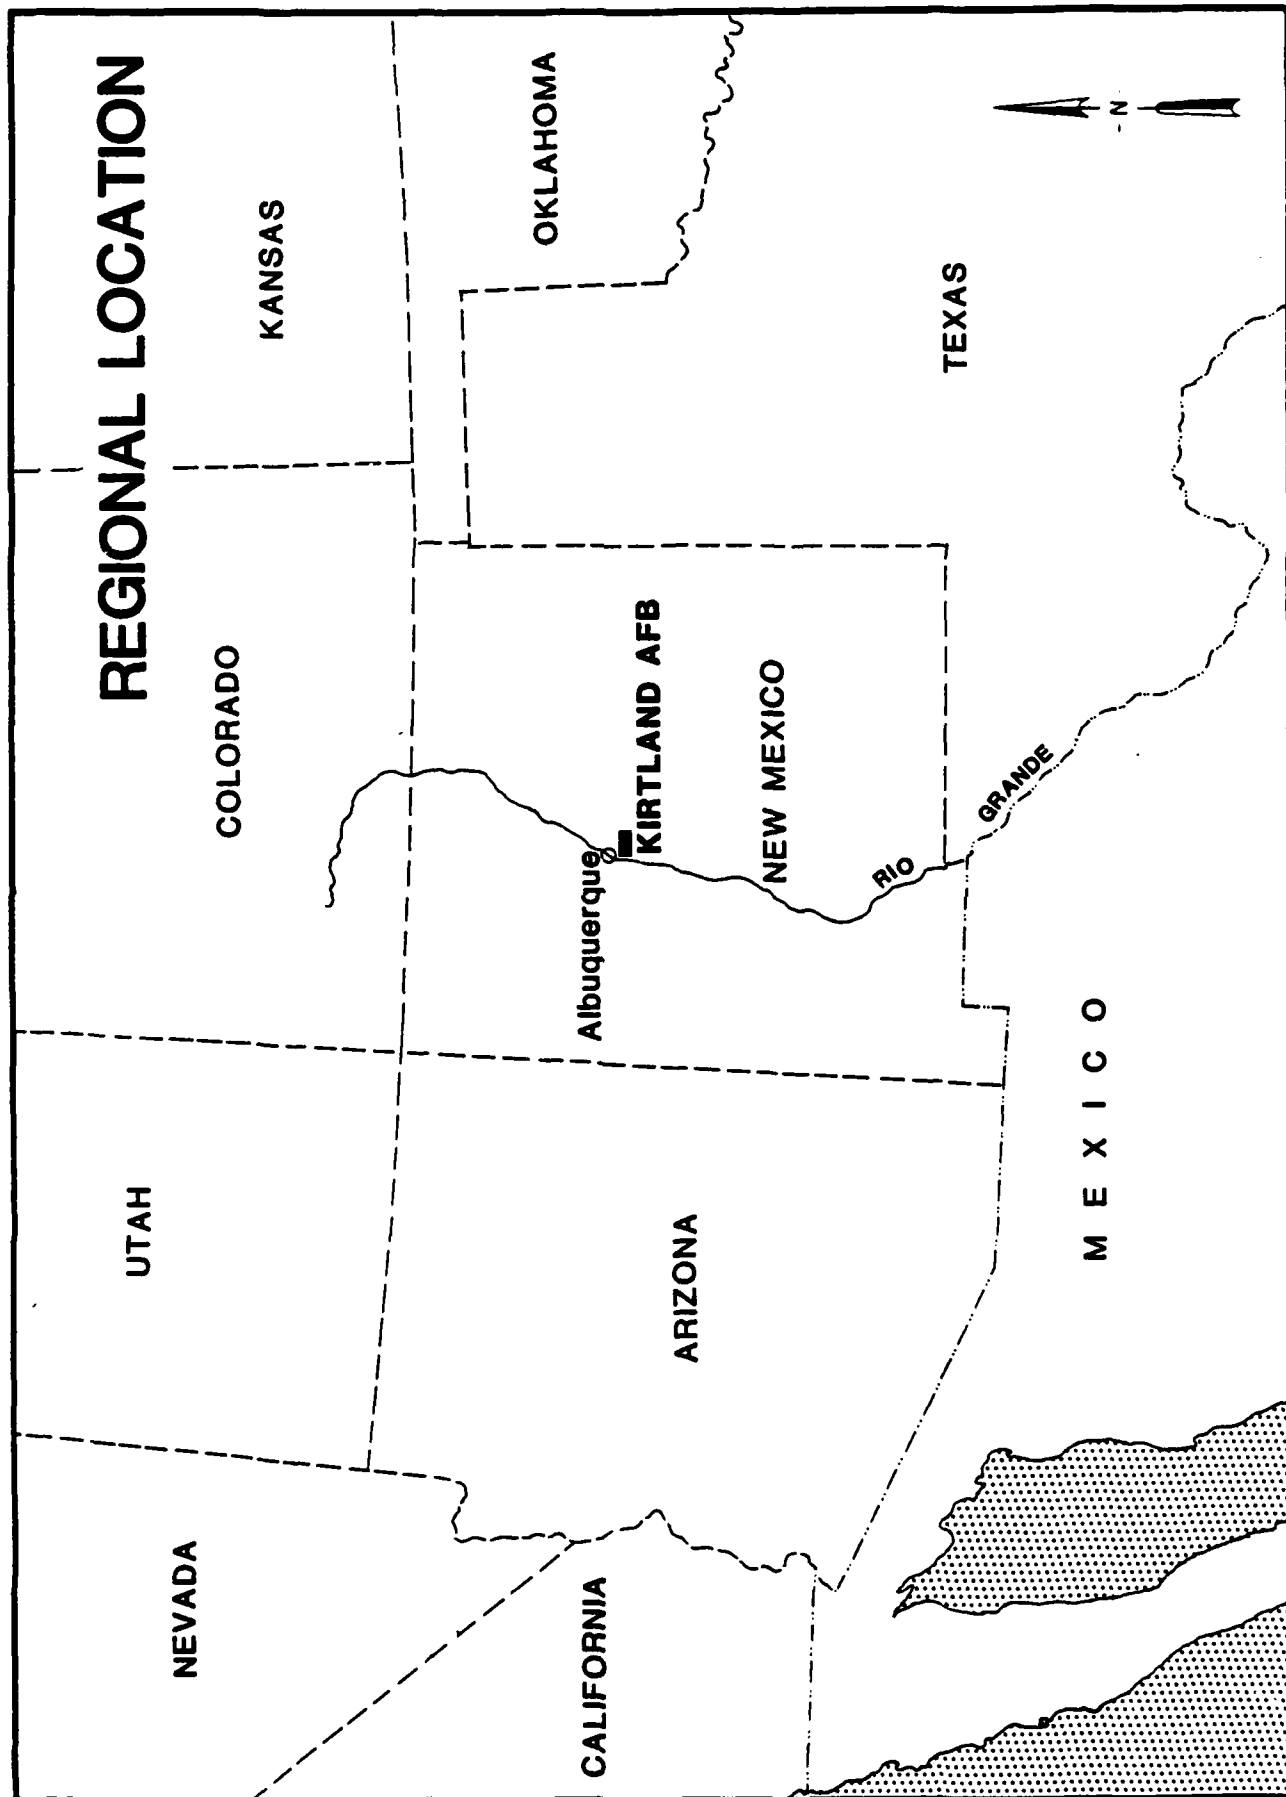 REGIONAL LOCATION
UTAH
COLORADO
KANSAS
NEVADA
OKLAHOMA
Albuquerque
KIRTLAND AFB
CALIFORNIA
ARIZONA
NEW MEXICO
RIO
GRANDE
TEXAS
MEXICO
N